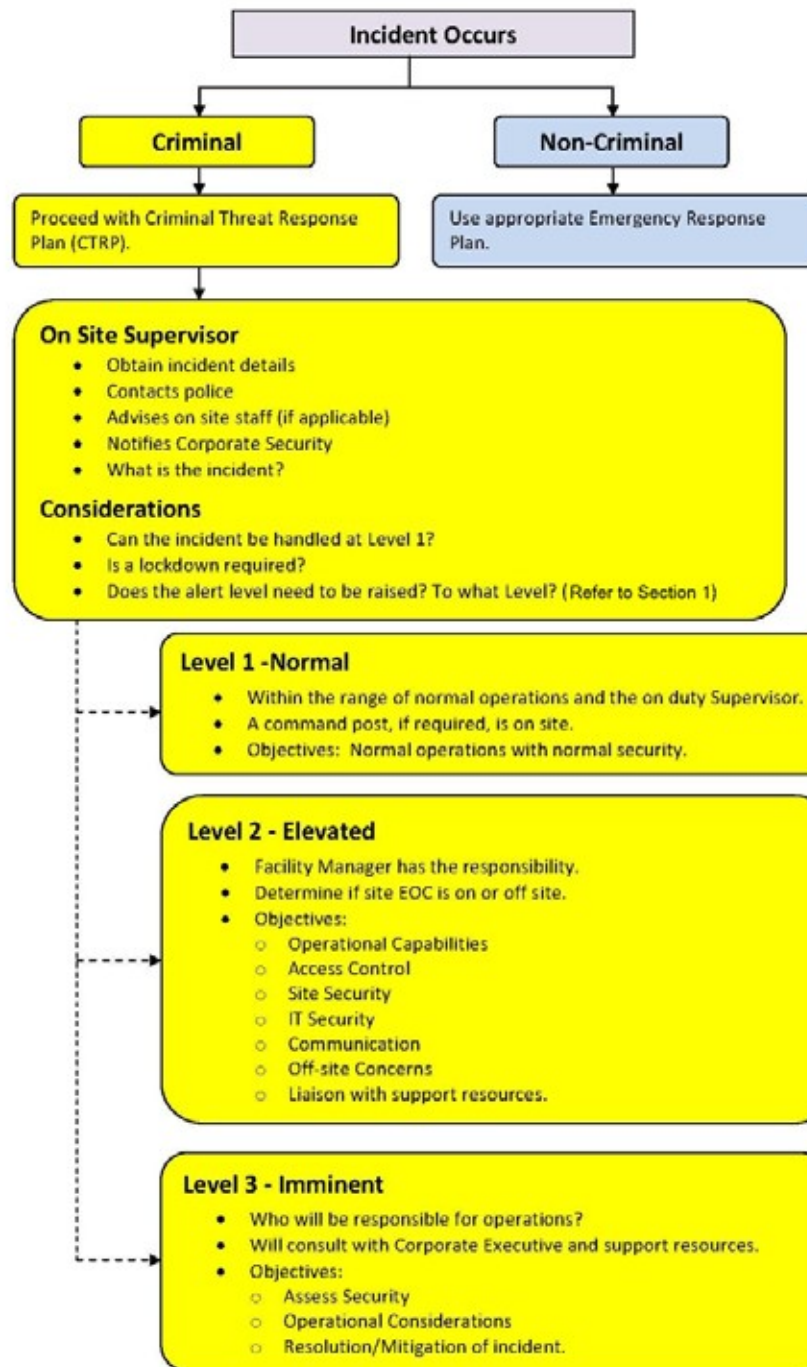 Incident Occurs
Criminal
Non-Criminal
Proceed with Criminal Threat Response
Plan (CTRP).
Use appropriate Emergency Response
Plan.
On Site Supervisor
• Obtain incident details
• Contacts police
• Advises on site staff (if applicable)
• Notifies Corporate Security
• What is the incident?
Considerations
• Can the incident be handled at Level 1?
• Is a lockdown required?
• Does the alert level need to be raised? To what Level? (Refer to Section 1)
Level 1 -Normal
• Within the range of normal operations and the on duty Supervisor.
• A command post, if required, is on site.
• Objectives: Normal operations with normal security.
Level 2 - Elevated
• Facility Manager has the responsibility.
• Determine if site EOC is on or off site.
• Objectives:
o Operational Capabilities
o Access Control
o Site Security
o IT Security
o Communication
o Off-site Concerns
o Liaison with support resources.
Level 3 - Imminent
• Who will be responsible for operations?
• Will consult with Corporate Executive and support resources.
• Objectives:
o Assess Security
o Operational Considerations
o Resolution/Mitigation of incident.